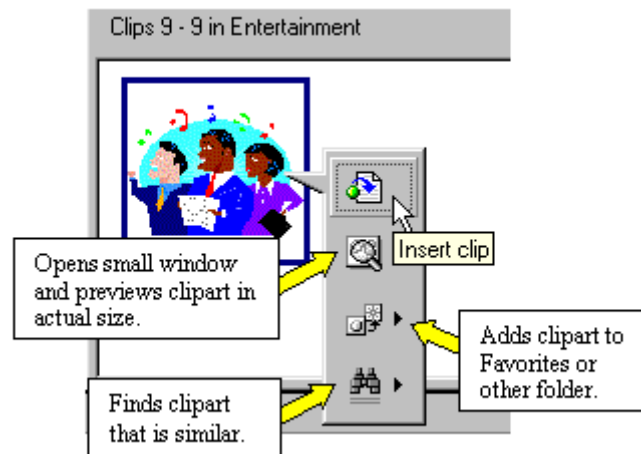 Clips 9 - 9 in Entertainment
Insert clip
Opens small window
and previews clipart in
actual size.
Adds clipart to
Favorites or
other folder.
Finds clipart
that is similar.